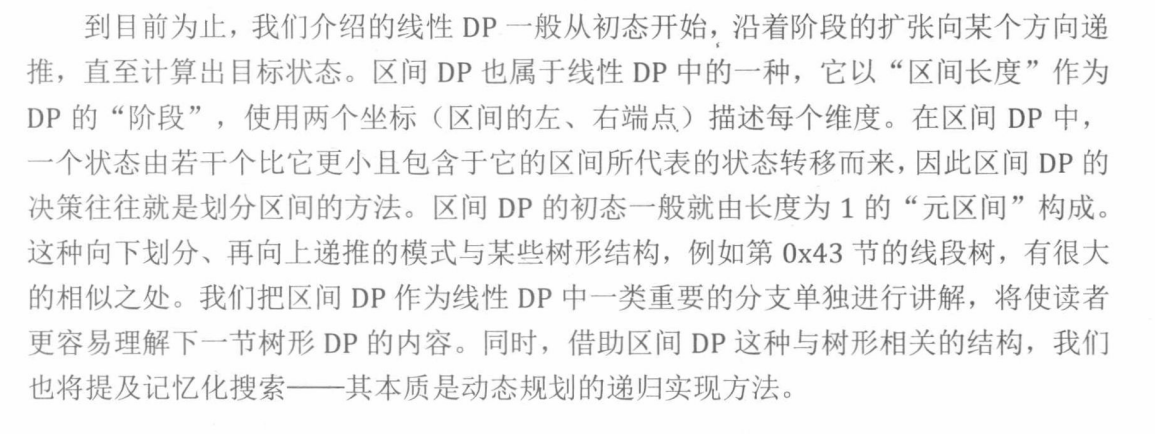 到目前为止，我们介绍的线性 DP 一般从初态开始，沿着阶段的扩张向某个方向递
推，直至计算出目标状态。区间 DP 也属于线性 DP 中的一种，它以“区间长度”作为
DP 的“阶段”，使用两个坐标（区间的左、右端点）描述每个维度。在区间 DP 中，
一个状态由若干个比它更小且包含于它的区间所代表的状态转移而来，因此区间 DP 的
决策往往就是划分区间的方法。区间 DP 的初态一般就由长度为 1 的“元区间”构成。
这种向下划分、再向上递推的模式与某些树形结构，例如第 0x43 节的线段树，有很大
的相似之处。我们把区间 DP 作为线性 DP 中一类重要的分支单独进行讲解，将使读者
更容易理解下一节树形 DP 的内容。同时，借助区间 DP 这种与树形相关的结构，我们
也将提及记忆化搜索——其本质是动态规划的递归实现方法。